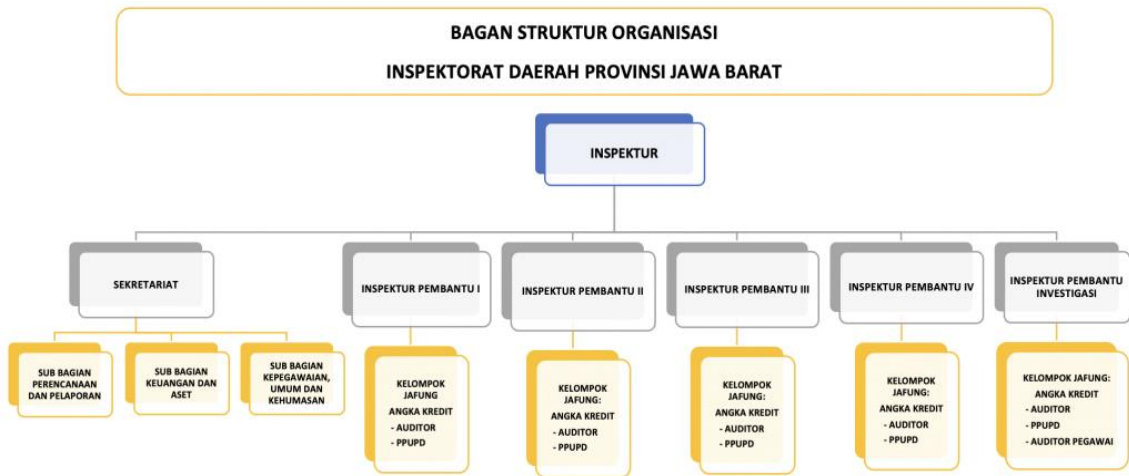 BAGAN STRUKTUR ORGANISASI
INSPEKTORAT DAERAH PROVINSI JAWA BARAT
INSPEKTUR
SEKRETARIAT
INSPEKTUR PEMBANTU I
INSPEKTUR PEMBANTU II
INSPEKTUR PEMBANTU III
INSPEKTUR PEMBANTU IV
INSPEKTUR PEMBANTU
INVESTIGASI
SUB BAGIAN
PERENCANAAN
DAN PELAPORAN
SUB BAGIAN
KEUANGAN DAN
ASET
SUB BAGIAN
KEPEGAWAIAN,
UMUM DAN
KEHUMASAN
KELOMPOK
JAFUNG
ANGKA KREDIT
- AUDITOR
- PPUPD
KELOMPOK
JAFUNG:
ANGKA KREDIT
- AUDITOR
- PPUPD
KELOMPOK
JAFUNG:
ANGKA KREDIT
- AUDITOR
- PPUPD
KELOMPOK
JAFUNG:
ANGKA KREDIT
- AUDITOR
- PPUPD
KELOMPOK JAFUNG:
ANGKA KREDIT
- AUDITOR
- PPUPD
- AUDITOR PEGAWAI